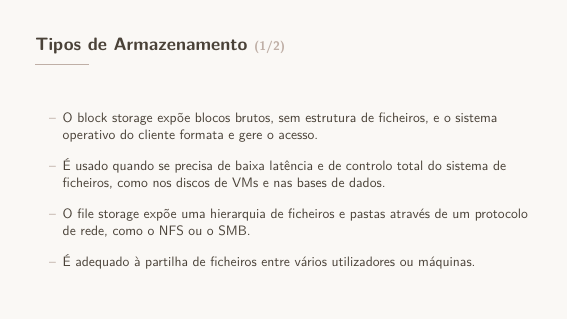 Tipos de Armazenamento (1/2)
– O block storage expõe blocos brutos, sem estrutura de ficheiros, e o sistema
operativo do cliente formata e gere o acesso.
– É usado quando se precisa de baixa latência e de controlo total do sistema de
ficheiros, como nos discos de VMs e nas bases de dados.
– O file storage expõe uma hierarquia de ficheiros e pastas através de um protocolo
de rede, como o NFS ou o SMB.
– É adequado à partilha de ficheiros entre vários utilizadores ou máquinas.